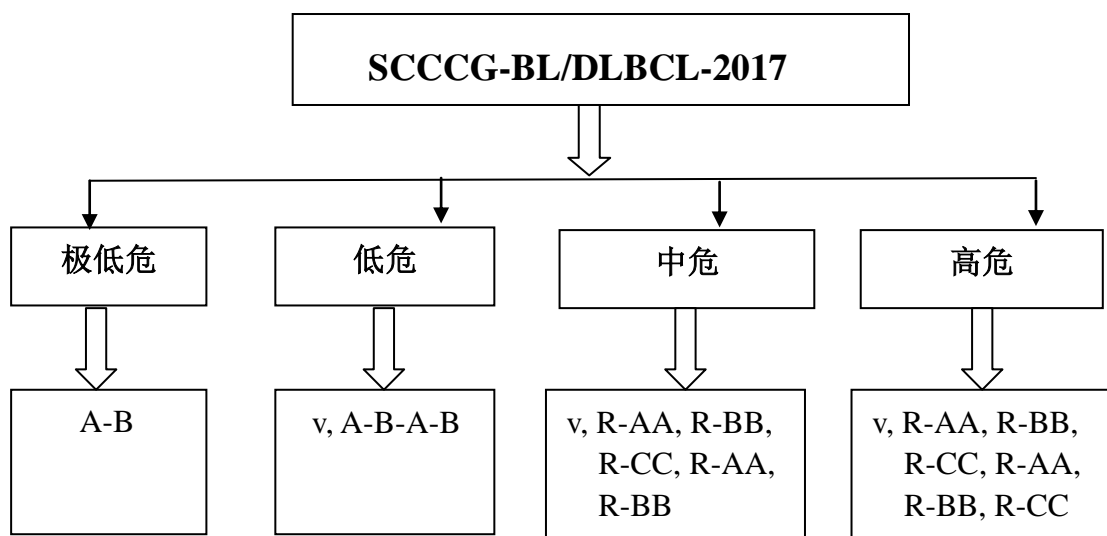 SCCCG-BL/DLBCL-2017
极低危
低危
中危
高危
A-B
v, A-B-A-B
v, R-AA, R-BB,
R-CC, R-AA,
R-BB
v, R-AA, R-BB,
R-CC, R-AA,
R-BB, R-CC